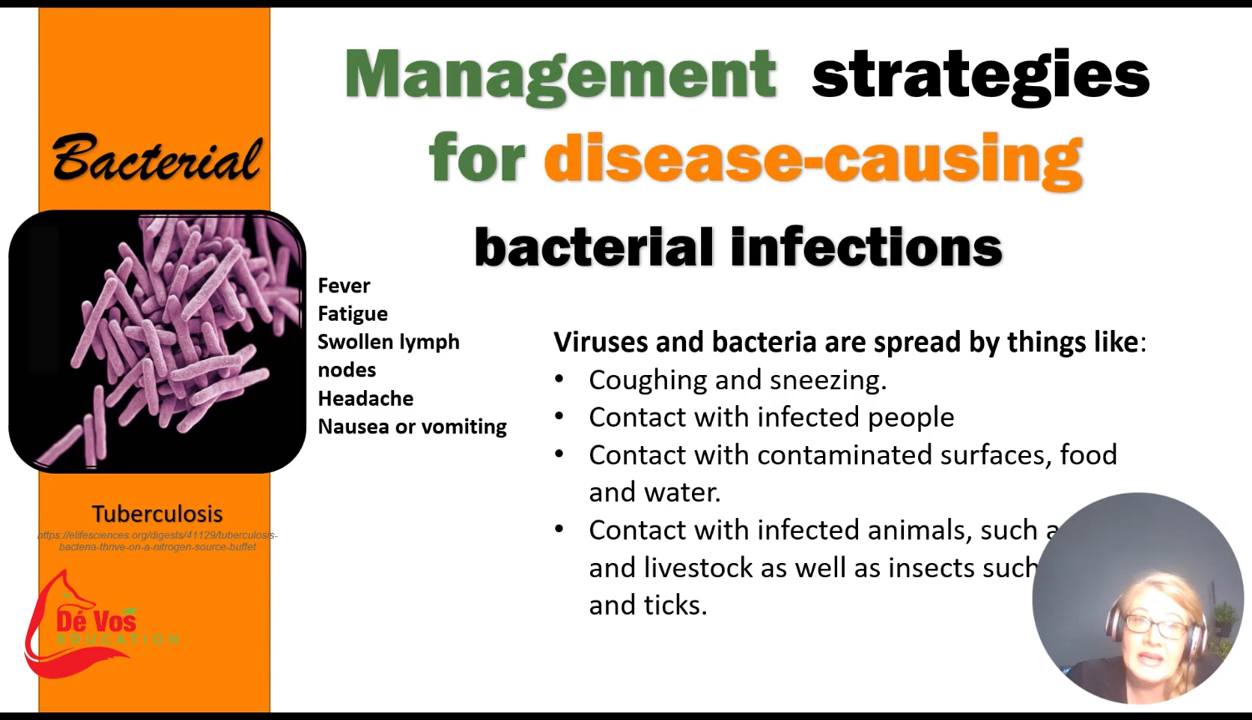 Management strategies
for disease-causing
bacterial infections
Bacterial
Fever
Fatigue
Swollen lymph
nodes
Headache
Nausea or vomiting
Viruses and bacteria are spread by things like:
• Coughing and sneezing.
• Contact with infected people
• Contact with contaminated surfaces, food
and water.
• Contact with infected animals, such
and livestock as well as insects such
and ticks.
Tuberculosis
https://elifesciences.org/digests/41129/tuberculosis-
bacteria-thrive-on-a-nitrogen-source-buffet
Dé Vos
EDUCATION